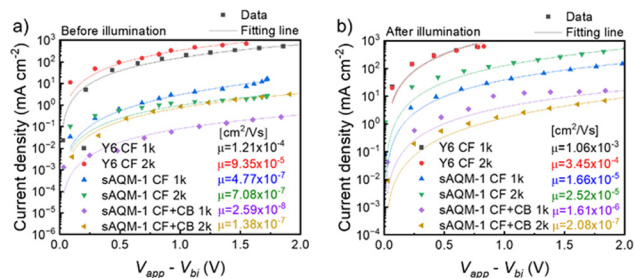 a) Before illumination
■ Data — Fitting line
Current density (mA cm⁻²)
10³
10²
10¹
10⁰
10⁻¹
10⁻²
10⁻³
10⁻⁴
10⁻⁵
10⁻⁶
[cm²/Vs]
Y6 CF 1k μ=1.21x10⁻⁴
Y6 CF 2k μ=9.35x10⁻⁵
sAQM-1 CF 1k μ=4.77x10⁻⁷
sAQM-1 CF 2k μ=7.08x10⁻⁷
sAQM-1 CF+CB 1k μ=2.59x10⁻⁸
sAQM-1 CF+CB 2k μ=1.38x10⁻⁷
0.0 0.5 1.0 1.5 2.0
Vapp - Vbi (V)
b) After illumination
■ Data — Fitting line
Current density (mA cm⁻²)
10³
10²
10¹
10⁰
10⁻¹
10⁻²
10⁻³
10⁻⁴
[cm²/Vs]
Y6 CF 1k μ=1.06x10⁻³
Y6 CF 2k μ=3.45x10⁻⁴
sAQM-1 CF 1k μ=1.66x10⁻⁵
sAQM-1 CF 2k μ=2.52x10⁻⁵
sAQM-1 CF+CB 1k μ=1.61x10⁻⁶
sAQM-1 CF+CB 2k μ=2.08x10⁻⁷
0.0 0.5 1.0 1.5 2.0
Vapp - Vbi (V)